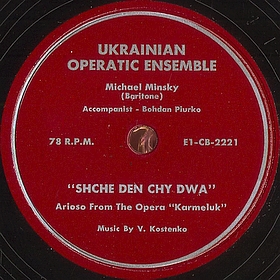 UKRAINIAN
OPERATIC ENSEMBLE
Michael Minsky
(Baritone)
Accompanist - Bohdan Piurko
78 R.P.M. E1-CB-2221
"SHCHE DEN CHY DWA"
Arioso From The Opera "Karmeluk"
Music By V. Kostenko